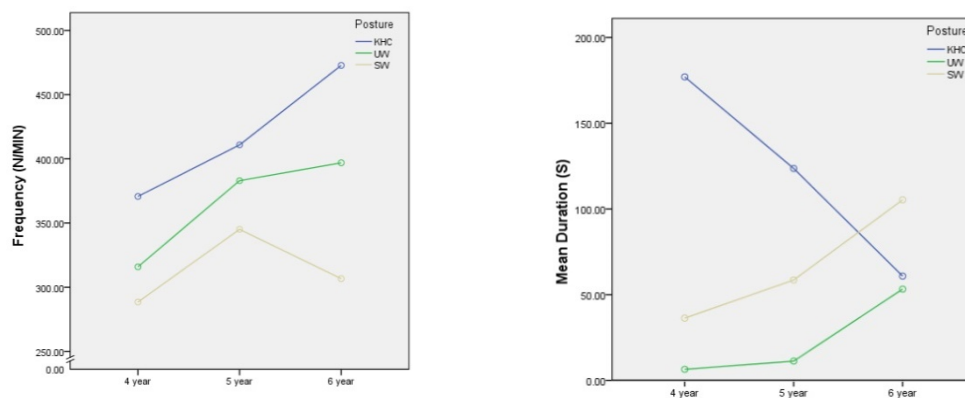 Posture
KHC
UW
SW
500.00
450.00
400.00
350.00
300.00
250.00
0.00
Frequency (N/MIN)
4 year
5 year
6 year
Posture
KHC
UW
SW
200.00
150.00
100.00
50.00
0.00
Mean Duration (S)
4 year
5 year
6 year